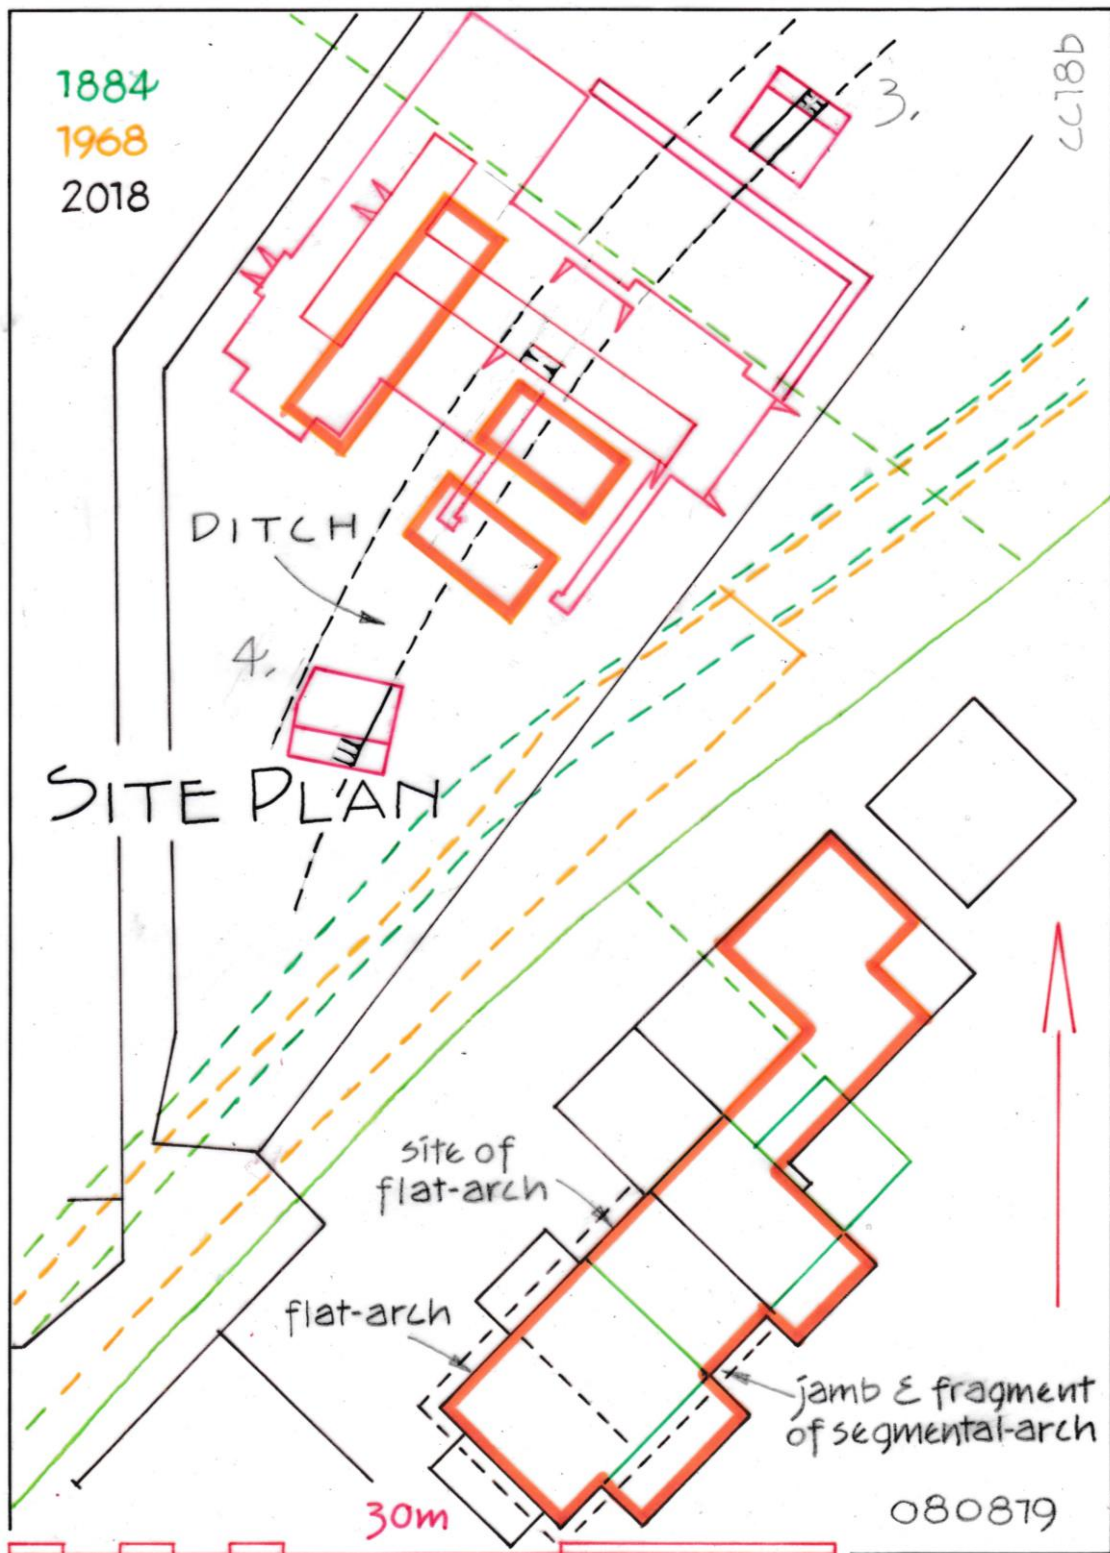 1884
1968
2018
3.
CC18b
DITCH
4.
SITE PLAN
site of
flat-arch
flat-arch
jamb & fragment
of segmental-arch
30m
080819